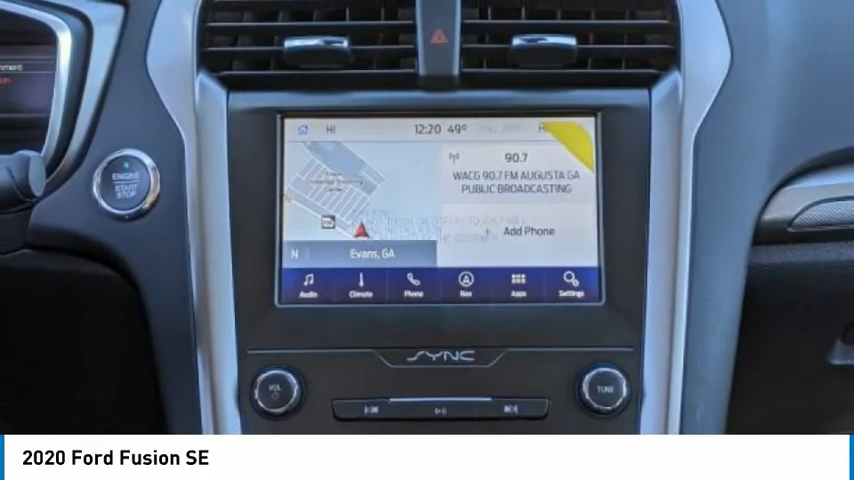 ENGINE
START
STOP
HI
12:20 49°
90.7
WACG 90.7 FM AUGUSTA GA
PUBLIC BROADCASTING
Add Phone
N
Evans, GA
Audio
Climate
Phone
Nav
Apps
Settings
SYNC
VOL
TUNE
2020 Ford Fusion SE